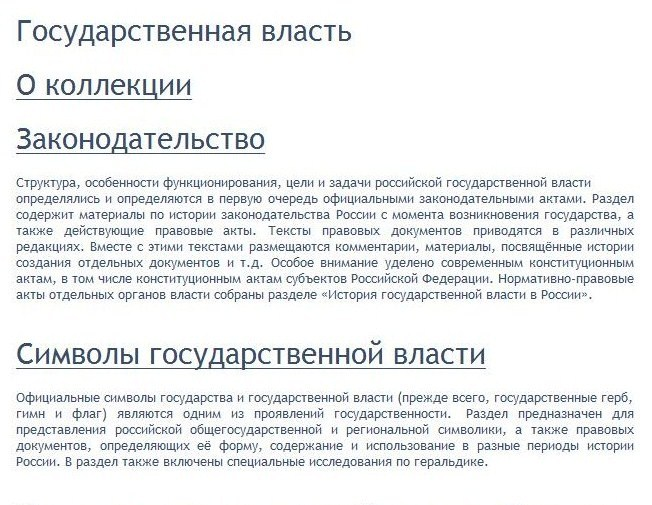 Государственная власть
О коллекции
Законодательство
Структура, особенности функционирования, цели и задачи российской государственной власти
определялись и определяются в первую очередь официальными законодательными актами. Раздел
содержит материалы по истории законодательства России с момента возникновения государства, а
также действующие правовые акты. Тексты правовых документов приводятся в различных
редакциях. Вместе с этими текстами размещаются комментарии, материалы, посвящённые истории
создания отдельных документов и т.д. Особое внимание уделено современным конституционным
актам, в том числе конституционным актам субъектов Российской Федерации. Нормативно-правовые
акты отдельных органов власти собраны разделе «История государственной власти в России».
Символы государственной власти
Официальные символы государства и государственной власти (прежде всего, государственные герб,
гимн и флаг) являются одним из проявлений государственности. Раздел предназначен для
представления российской общегосударственной и региональной символики, а также правовых
документов, определяющих её форму, содержание и использование в разные периоды истории
России. В раздел также включены специальные исследования по геральдике.